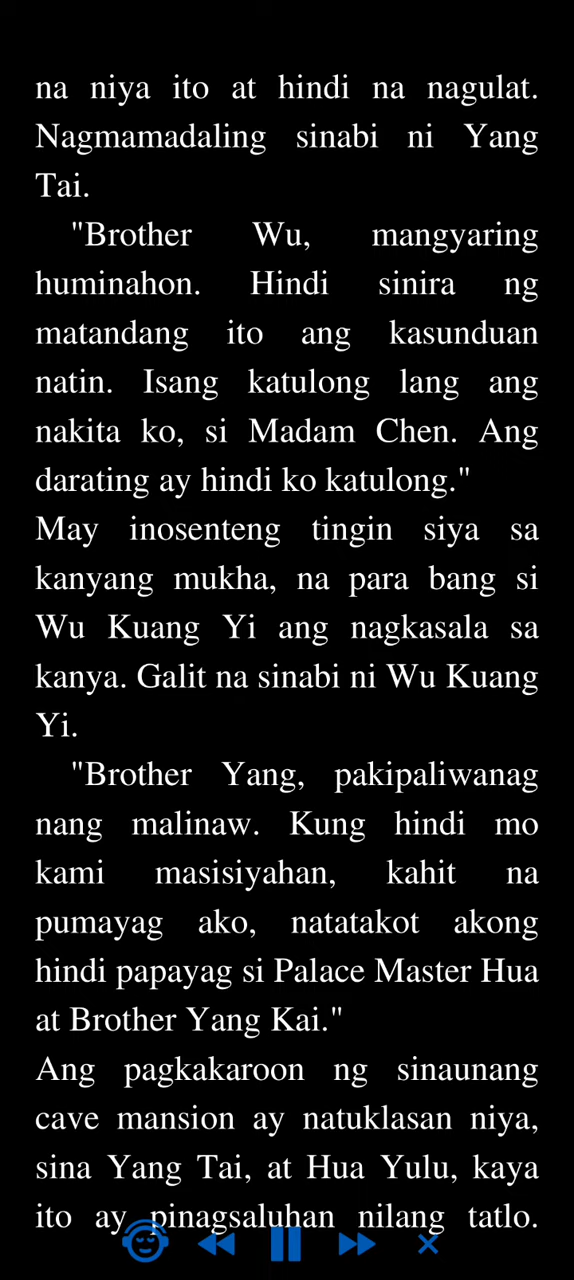 na niya ito at hindi na nagulat.
Nagmamadaling sinabi ni Yang
Tai.
"Brother Wu, mangyaring
huminahon. Hindi sinira ng
matandang ito ang kasunduan
natin. Isang katulong lang ang
nakita ko, si Madam Chen. Ang
darating ay hindi ko katulong."
May inosenteng tingin siya sa
kanyang mukha, na para bang si
Wu Kuang Yi ang nagkasala sa
kanya. Galit na sinabi ni Wu Kuang
Yi.
"Brother Yang, pakipaliwanag
nang malinaw. Kung hindi mo
kami masisiyahan, kahit na
pumayag ako, natatakot akong
hindi papayag si Palace Master Hua
at Brother Yang Kai."
Ang pagkakaroon ng sinaunang
cave mansion ay natuklasan niya,
sina Yang Tai, at Hua Yulu, kaya
ito ay pinagsaluhan nilang tatlo.